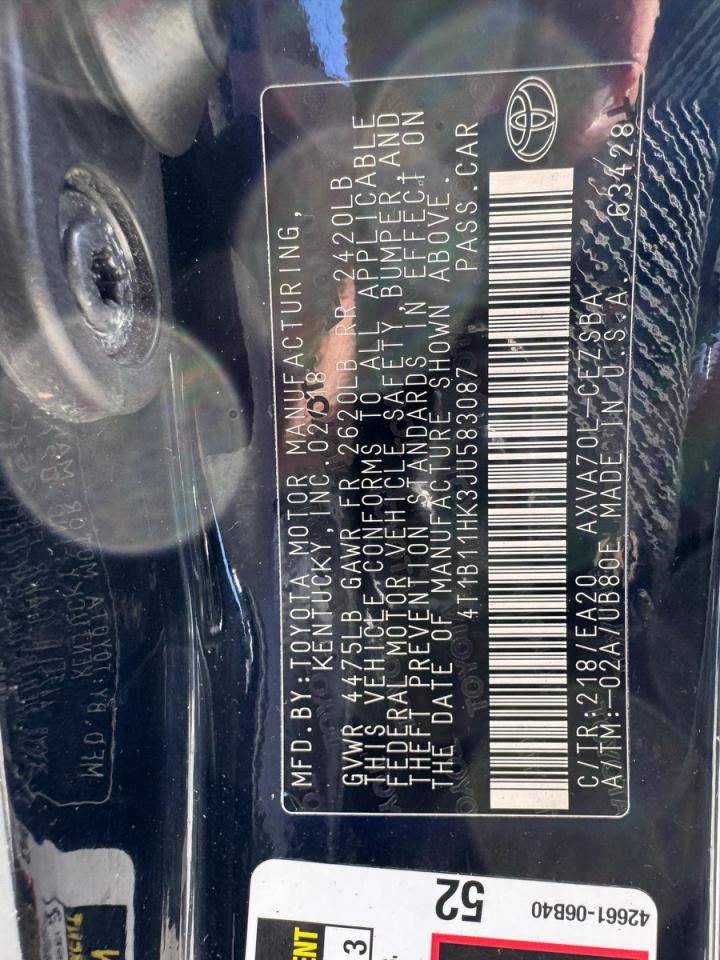 MFD.BY:TOYOTA MOTOR MANUFACTURING,
KENTUCKY, INC. 02/18
GVWR 4475LB GAWR FR 2620LB RR 2420LB
THIS VEHICLE CONFORMS TO ALL APPLICABLE
FEDERAL MOTOR VEHICLE SAFETY, BUMPER, AND
THEFT PREVENTION STANDARDS IN EFFECT ON
THE DATE OF MANUFACTURE SHOWN ABOVE.
4T1B11HK3JU583087 PASS.CAR
C/TR:218/EA20 AXVA70L-CEZSBA
A/TM:-02A/UB80E MADE IN U.S.A. 63428
52
42661-06B40
3